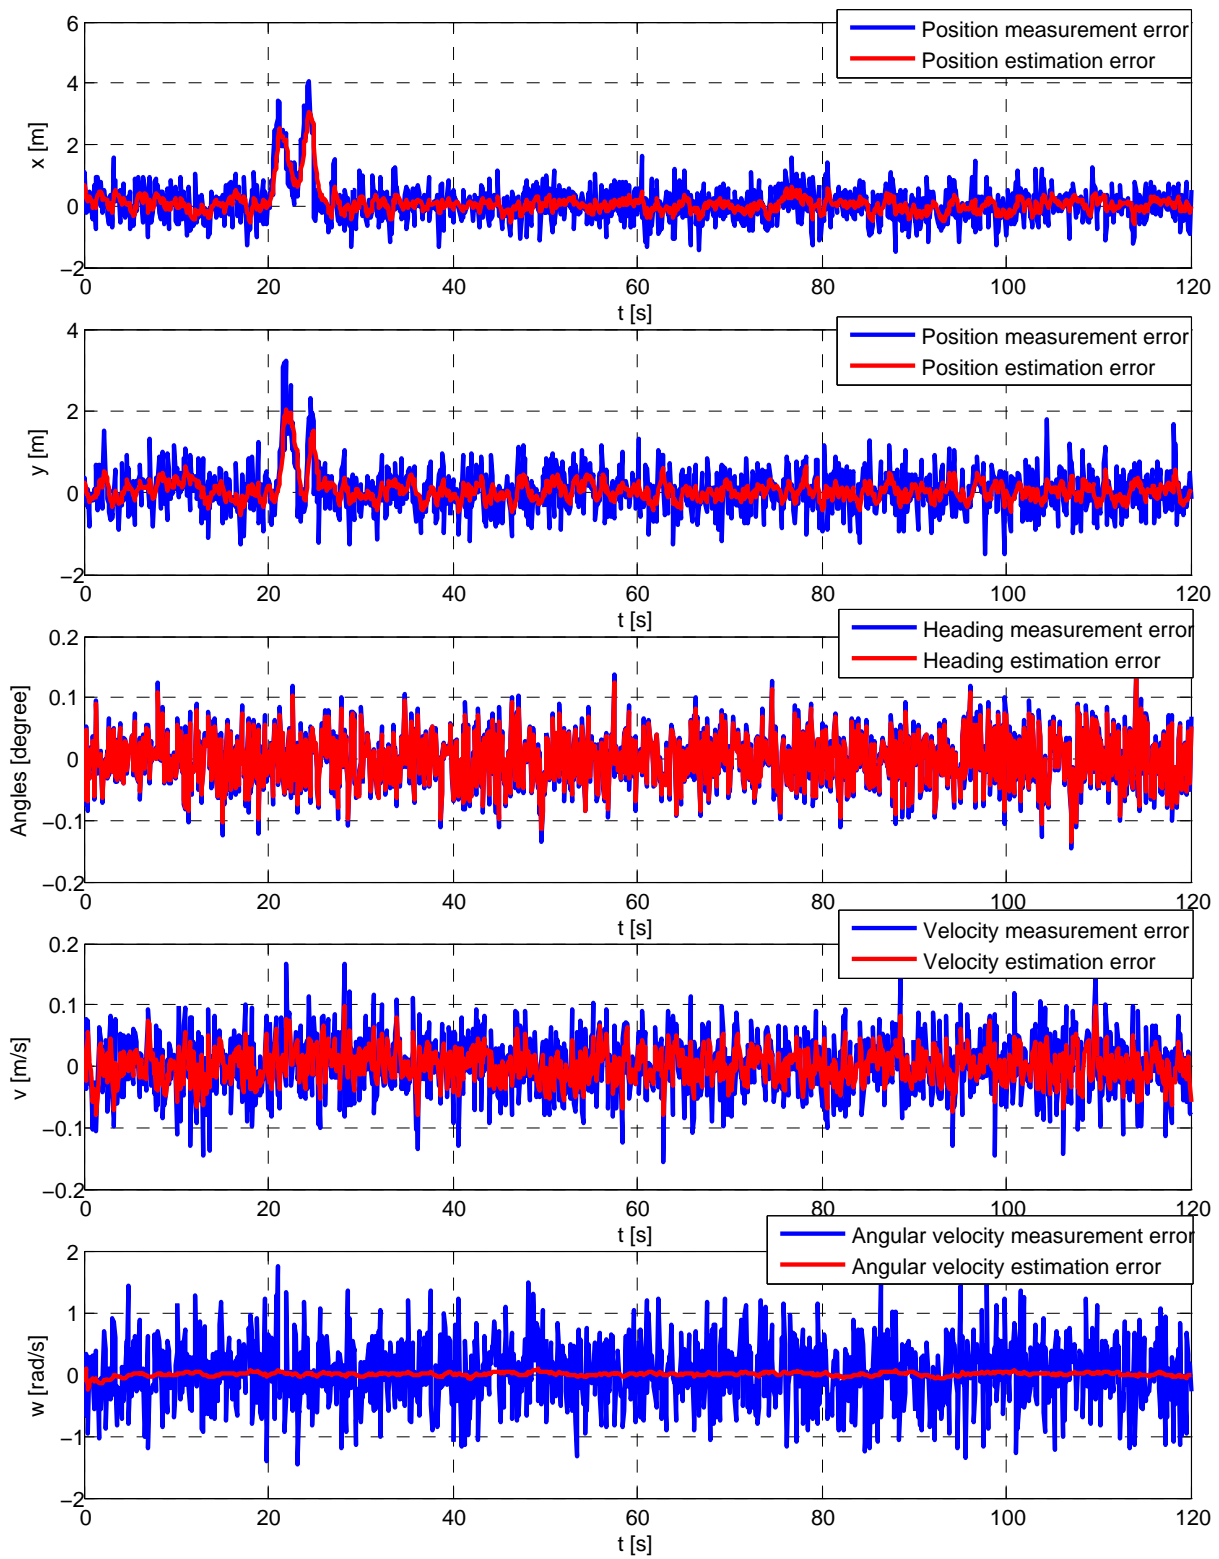 6
4
2
0
−2
x [m]
0
20
40
60
80
100
120
t [s]
Position measurement error
Position estimation error
4
2
0
−2
y [m]
0
20
40
60
80
100
120
t [s]
Position measurement error
Position estimation error
0.2
0.1
0
−0.1
−0.2
Angles [degree]
0
20
40
60
80
100
120
t [s]
Heading measurement error
Heading estimation error
0.2
0.1
0
−0.1
−0.2
v [m/s]
0
20
40
60
80
100
120
t [s]
Velocity measurement error
Velocity estimation error
2
1
0
−1
−2
w [rad/s]
0
20
40
60
80
100
120
t [s]
Angular velocity measurement error
Angular velocity estimation error